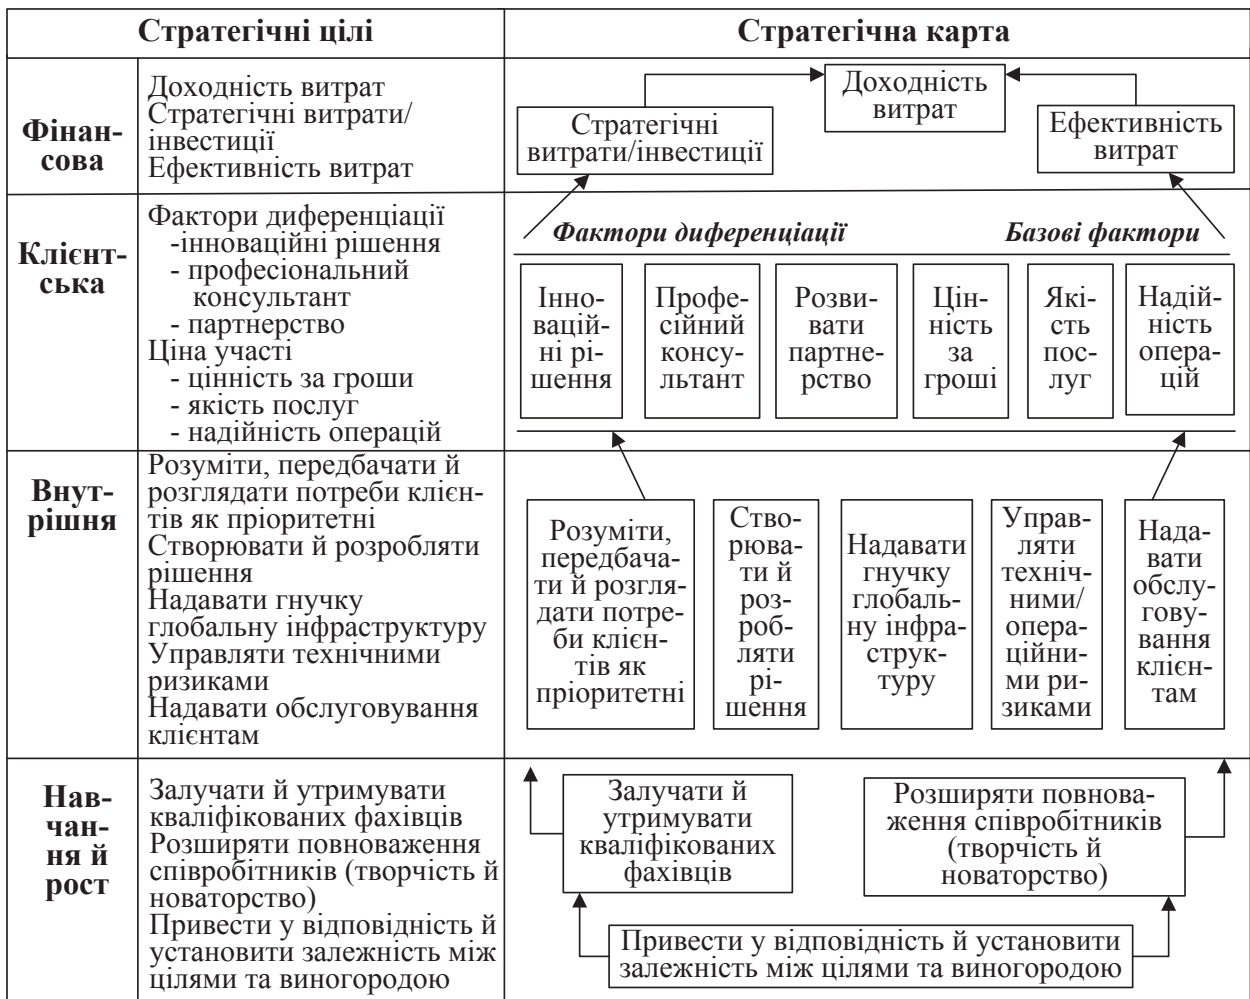 Стратегічні цілі
Стратегічна карта
Фінан-
сова
Доходність витрат
Стратегічні витрати/
інвестиції
Ефективність витрат
Доходність
витрат
Стратегічні
витрати/інвестиції
Ефективність
витрат
Клієнт-
ська
Фактори диференціації
-інноваційні рішення
- професіональний
консультант
- партнерство
Ціна участі
- цінність за гроши
- якість послуг
- надійність операцій
Фактори диференціації
Базові фактори
Інно-
вацій-
ні рі-
шення
Профе-
сійний
консу-
льтант
Розви-
вати
партне-
рство
Цін-
ність
за
гроші
Які-
сть
пос-
луг
Надій-
ність
опера-
цій
Внут-
рішня
Розуміти, передбачати й
розглядати потреби клієн-
тів як пріоритетні
Створювати й розробляти
рішення
Надавати гнучку
глобальну інфраструктуру
Управляти технічними
ризиками
Надавати обслуговування
клієнтам
Розуміти,
передбача-
ти й розгля-
дати потре-
би клієн-
тів як
пріоритетні
Ство-
рюва-
ти й
роз-
роб-
ляти
рі-
шення
Надавати
гнучку
глобаль-
ну інфра-
струк-
туру
Управ-
ляти
техніч-
ними/
опера-
ційни-
ми ри-
зиками
Нада-
вати
обслу-
гову-
вання
клієн-
там
Нав-
чан-
ня й
рост
Залучати й утримувати
кваліфікованих фахівців
Розширяти повноваження
співробітників (творчість й
новаторство)
Привести у відповідність й
установити залежність між
цілями та виногородою
Залучати й
утримувати
кваліфікованих
фахівців
Розширяти повнова-
ження співробітників
(творчість й
новаторство)
Привести у відповідність й установити
залежність між цілями та виногородою